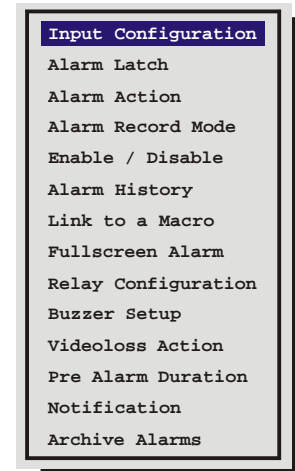 Input Configuration
Alarm Latch
Alarm Action
Alarm Record Mode
Enable / Disable
Alarm History
Link to a Macro
Fullscreen Alarm
Relay Configuration
Buzzer Setup
Videoloss Action
Pre Alarm Duration
Notification
Archive Alarms